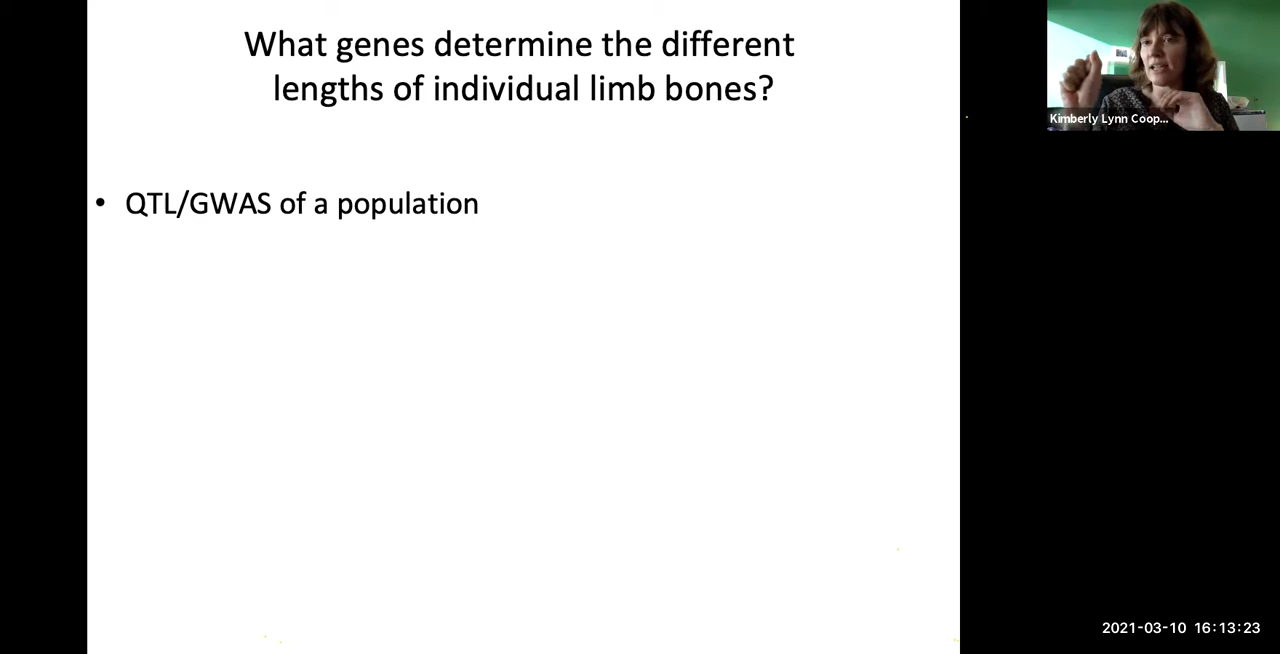 What genes determine the different
lengths of individual limb bones?
• QTL/GWAS of a population
Kimberly Lynn Coop...
2021-03-10 16:13:23